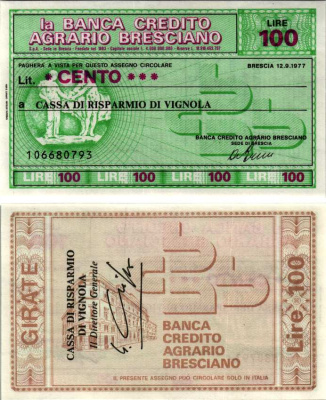 la BANCA CREDITO
AGRARIO BRESCIANO
LIRE
100
PAGHERÀ A VISTA PER QUESTO ASSEGNO CIRCOLARE
BRESCIA 12.9.1977
Lit. * CENTO ***
a CASSA DI RISPARMIO DI VIGNOLA
BANCA CREDITO AGRARIO BRESCIANO
SEDE DI BRESCIA
106680793
LIRE 100 LIRE 100 LIRE 100 LIRE 100
GIRATE
CASSA DI RISPARMIO
DI VIGNOLA
Il Direttore Generale
BANCA
CREDITO
AGRARIO
BRESCIANO
Lire 100
IL PRESENTE ASSEGNO PUÒ CIRCOLARE SOLO IN ITALIA